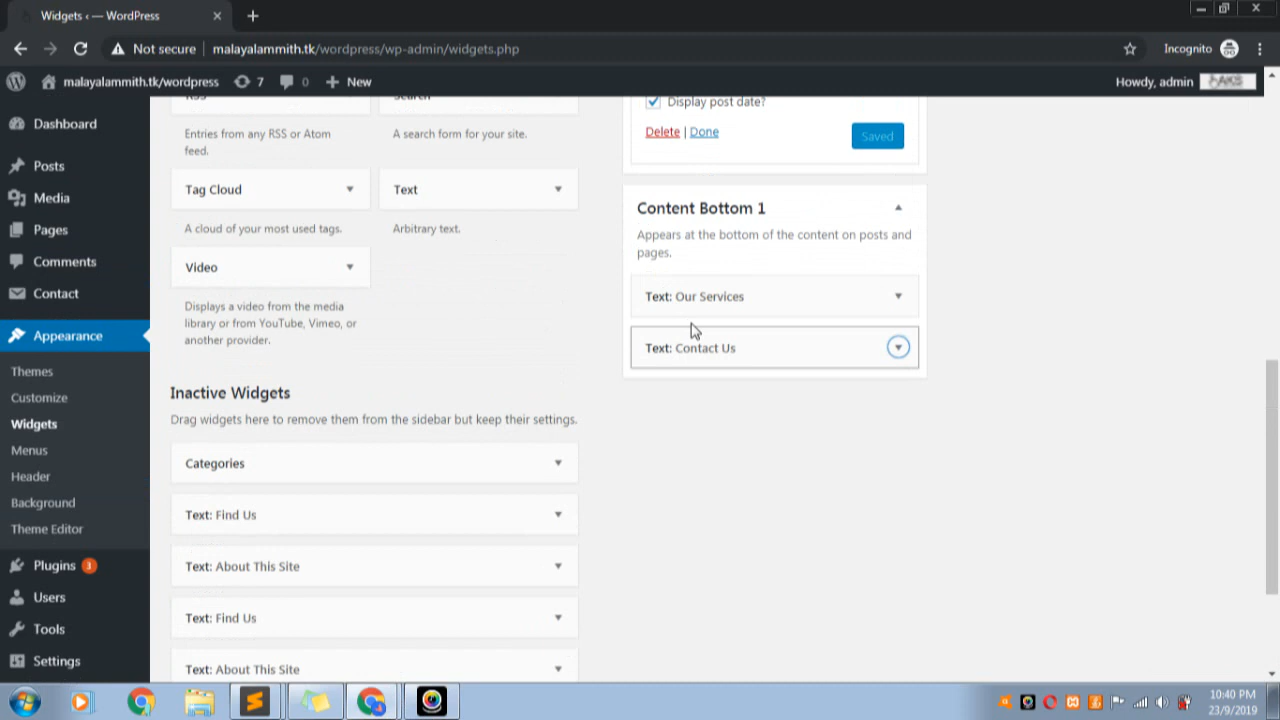 Widgets ‹ — WordPress
Not secure
malayalammith.tk/wordpress/wp-admin/widgets.php
Incognito
malayalammith.tk/wordpress
7
0
New
Howdy, admin
Dashboard
Posts
Media
Pages
Comments
Contact
Appearance
Themes
Customize
Widgets
Menus
Header
Background
Theme Editor
Plugins 3
Users
Tools
Settings
RSS
Search
Entries from any RSS or Atom
feed.
A search form for your site.
Tag Cloud
Text
A cloud of your most used tags.
Arbitrary text.
Video
Displays a video from the media
library or from YouTube, Vimeo, or
another provider.
Inactive Widgets
Drag widgets here to remove them from the sidebar but keep their settings.
Categories
Text: Find Us
Text: About This Site
Text: Find Us
Text: About This Site
Display post date?
Delete | Done
Saved
Content Bottom 1
Appears at the bottom of the content on posts and
pages.
Text: Our Services
Text: Contact Us
10:40 PM
23/9/2019